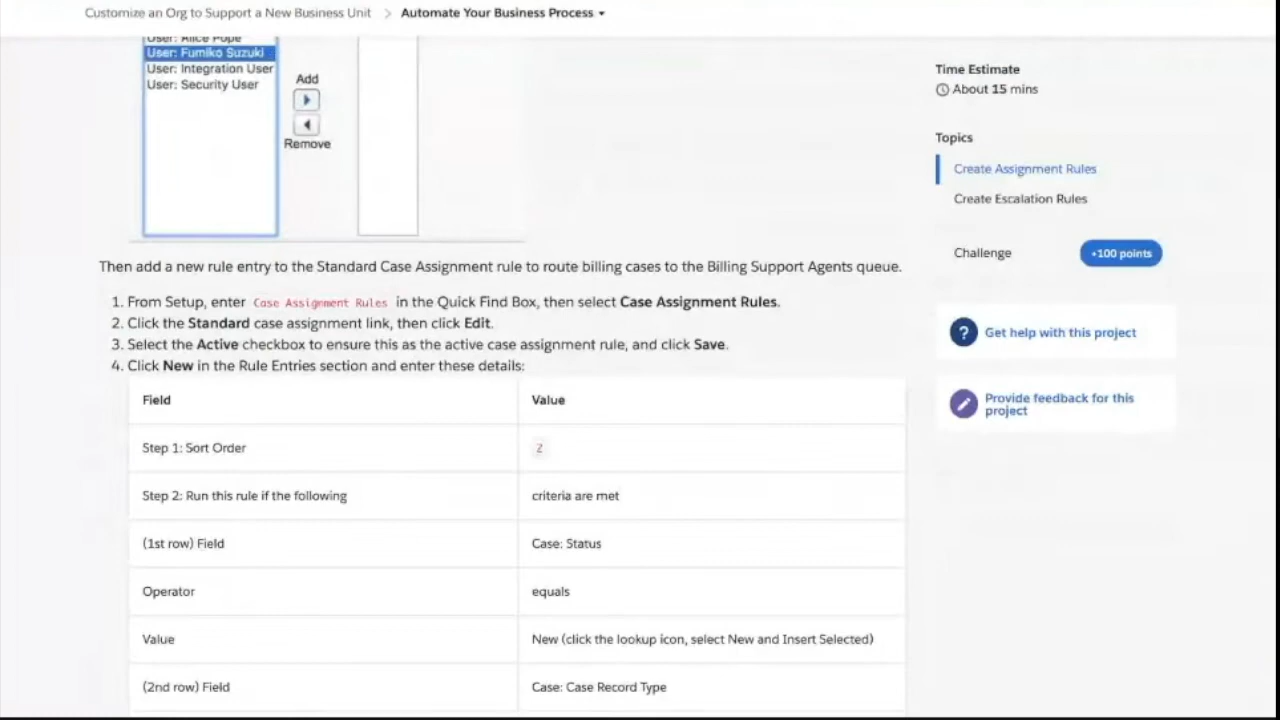 Customize an Org to Support a New Business Unit > Automate Your Business Process
User: Alice Pope
User: Fumiko Suzuki
User: Integration User
User: Security User
Add
Remove
Time Estimate
About 15 mins
Topics
Create Assignment Rules
Create Escalation Rules
Challenge +100 points
Get help with this project
Provide feedback for this
project
Then add a new rule entry to the Standard Case Assignment rule to route billing cases to the Billing Support Agents queue.
1. From Setup, enter Case Assignment Rules in the Quick Find Box, then select Case Assignment Rules.
2. Click the Standard case assignment link, then click Edit.
3. Select the Active checkbox to ensure this as the active case assignment rule, and click Save.
4. Click New in the Rule Entries section and enter these details:
Field Value
Step 1: Sort Order 2
Step 2: Run this rule if the following criteria are met
(1st row) Field Case: Status
Operator equals
Value New (click the lookup icon, select New and Insert Selected)
(2nd row) Field Case: Case Record Type